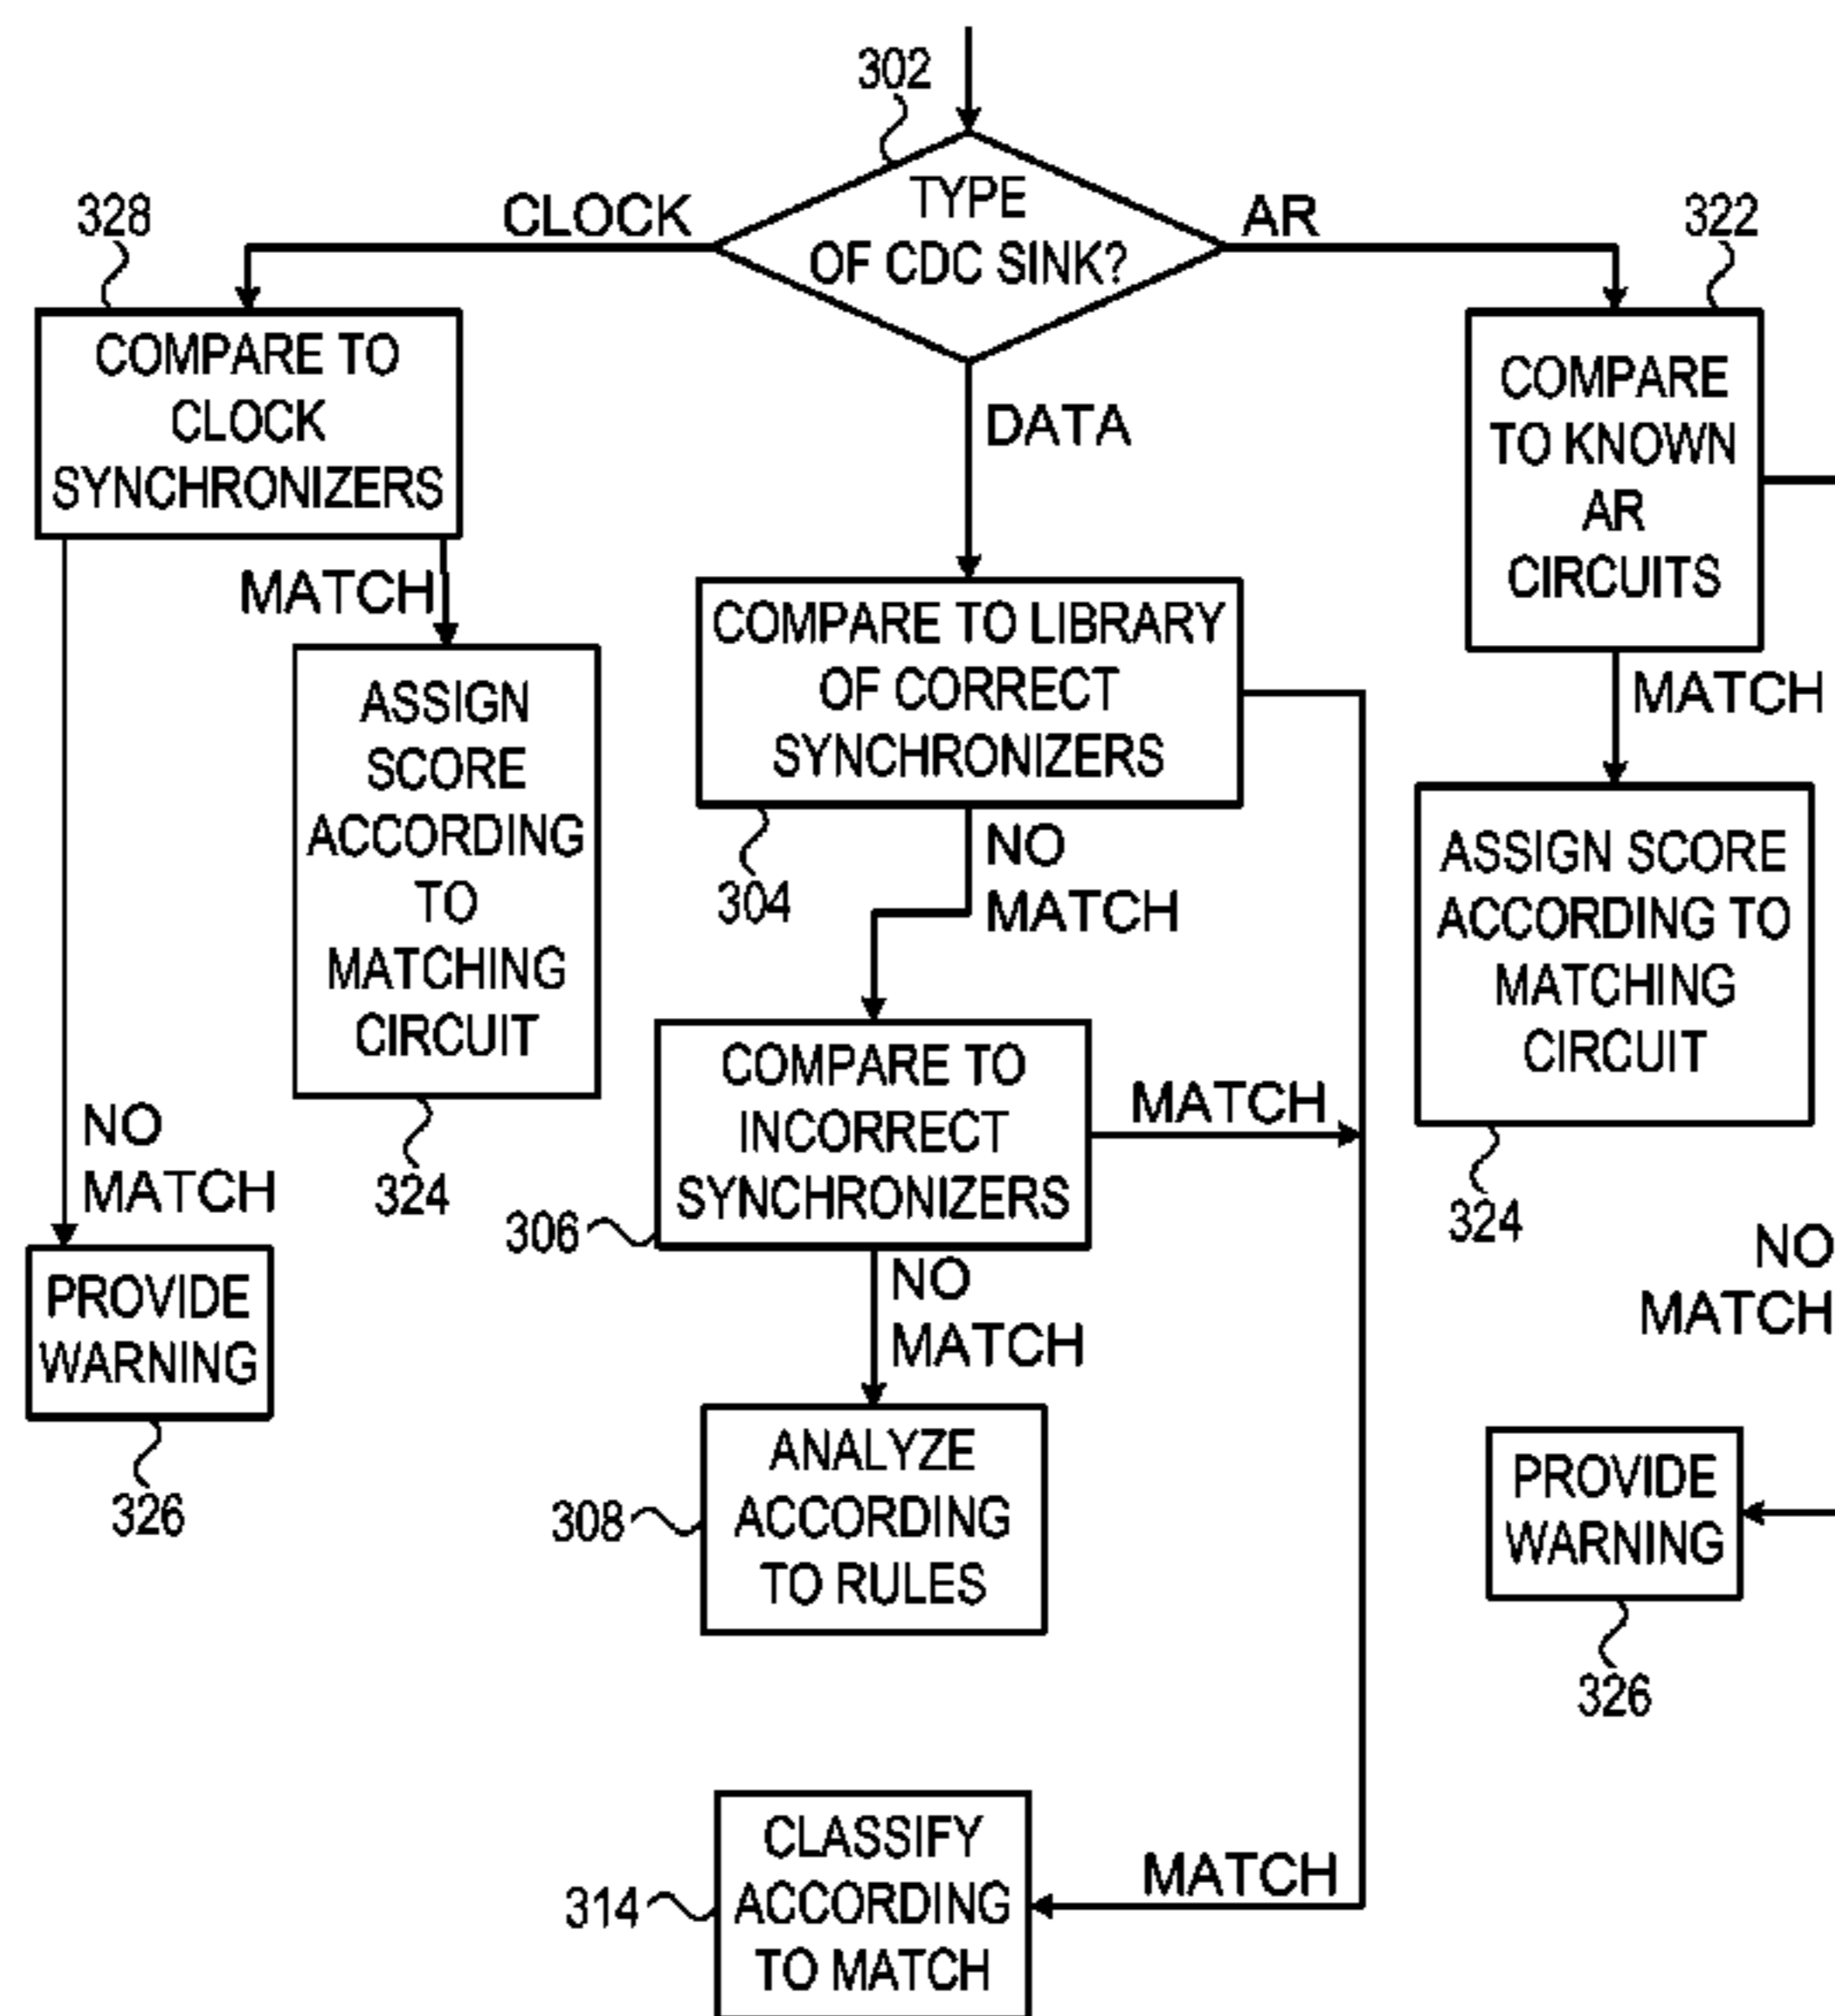 302
TYPE
OF CDC SINK?
CLOCK
AR
DATA
328
COMPARE TO
CLOCK
SYNCHRONIZERS
MATCH
ASSIGN
SCORE
ACCORDING
TO
MATCHING
CIRCUIT
324
NO
MATCH
PROVIDE
WARNING
326
COMPARE TO LIBRARY
OF CORRECT
SYNCHRONIZERS
304
NO
MATCH
COMPARE TO
INCORRECT
SYNCHRONIZERS
306
MATCH
NO
MATCH
ANALYZE
ACCORDING
TO RULES
308
CLASSIFY
ACCORDING
TO MATCH
314
MATCH
322
COMPARE
TO KNOWN
AR
CIRCUITS
MATCH
ASSIGN SCORE
ACCORDING TO
MATCHING
CIRCUIT
324
NO
MATCH
PROVIDE
WARNING
326